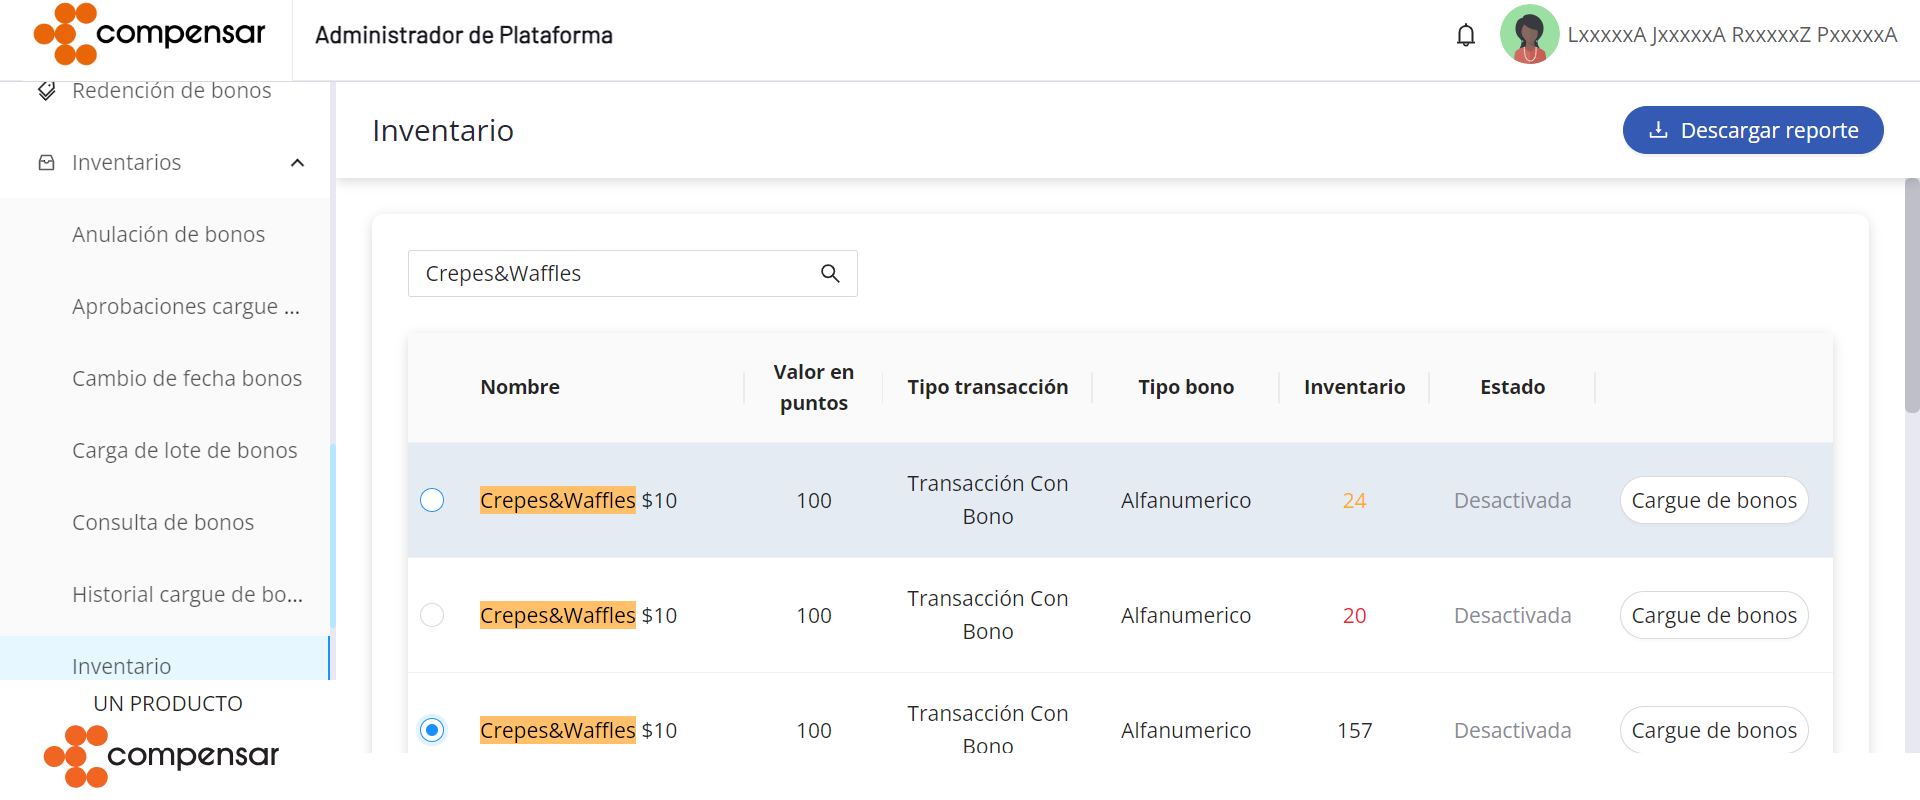 compensar
Administrador de Plataforma
LxxxxxA JxxxxxA RxxxxxZ PxxxxxA
Redención de bonos
Inventarios
Anulación de bonos
Aprobaciones cargue ...
Cambio de fecha bonos
Carga de lote de bonos
Consulta de bonos
Historial cargue de bo...
Inventario
UN PRODUCTO
compensar
Inventario
Descargar reporte
Crepes&Waffles
Nombre
Valor en
puntos
Tipo transacción
Tipo bono
Inventario
Estado
Crepes&Waffles $10
100
Transacción Con
Bono
Alfanumerico
24
Desactivada
Cargue de bonos
Crepes&Waffles $10
100
Transacción Con
Bono
Alfanumerico
20
Desactivada
Cargue de bonos
Crepes&Waffles $10
100
Transacción Con
Bono
Alfanumerico
157
Desactivada
Cargue de bonos